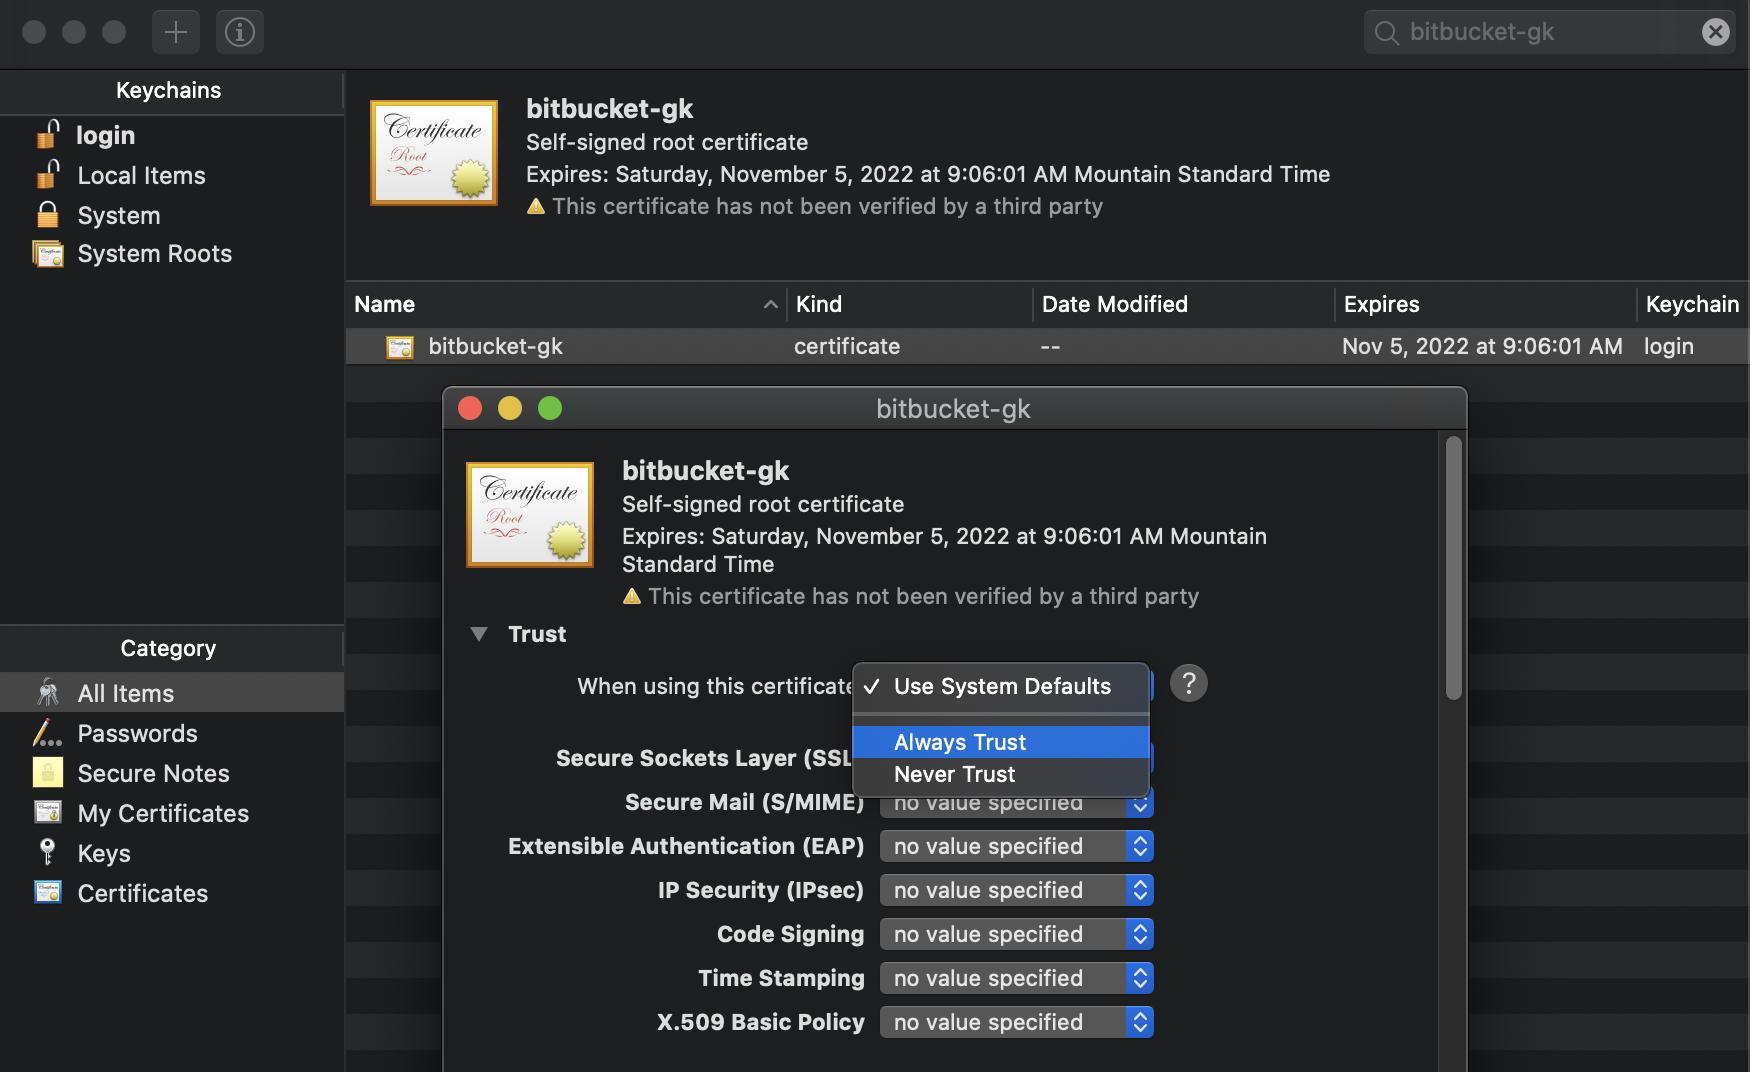 bitbucket-gk
Keychains
login
Local Items
System
System Roots
Certificate
Root
bitbucket-gk
Self-signed root certificate
Expires: Saturday, November 5, 2022 at 9:06:01 AM Mountain Standard Time
This certificate has not been verified by a third party
Name Kind Date Modified Expires Keychain
bitbucket-gk certificate -- Nov 5, 2022 at 9:06:01 AM login
bitbucket-gk
Certificate
Root
bitbucket-gk
Self-signed root certificate
Expires: Saturday, November 5, 2022 at 9:06:01 AM Mountain
Standard Time
This certificate has not been verified by a third party
Trust
When using this certificate ✓ Use System Defaults ?
Always Trust
Never Trust
Secure Sockets Layer (SSL
Secure Mail (S/MIME) no value specified
Extensible Authentication (EAP) no value specified
IP Security (IPsec) no value specified
Code Signing no value specified
Time Stamping no value specified
X.509 Basic Policy no value specified
Category
All Items
Passwords
Secure Notes
My Certificates
Keys
Certificates